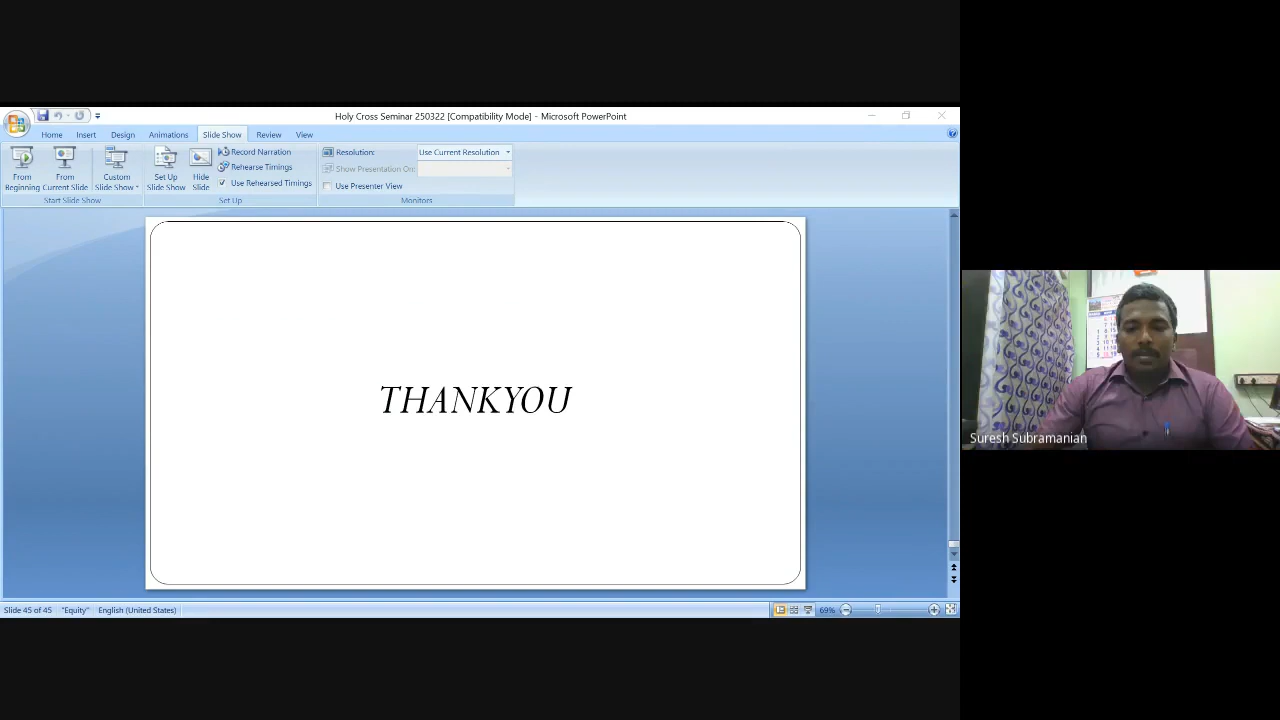 Holy Cross Seminar 250322 [Compatibility Mode] - Microsoft PowerPoint
Home Insert Design Animations Slide Show Review View
From Beginning
From Current Slide
Custom Slide Show
Start Slide Show
Set Up Slide Show
Hide Slide
Record Narration
Rehearse Timings
Use Rehearsed Timings
Set Up
Resolution: Use Current Resolution
Show Presentation On:
Use Presenter View
Monitors
THANKYOU
Suresh Subramanian
Slide 45 of 45 "Equity" English (United States) 69%